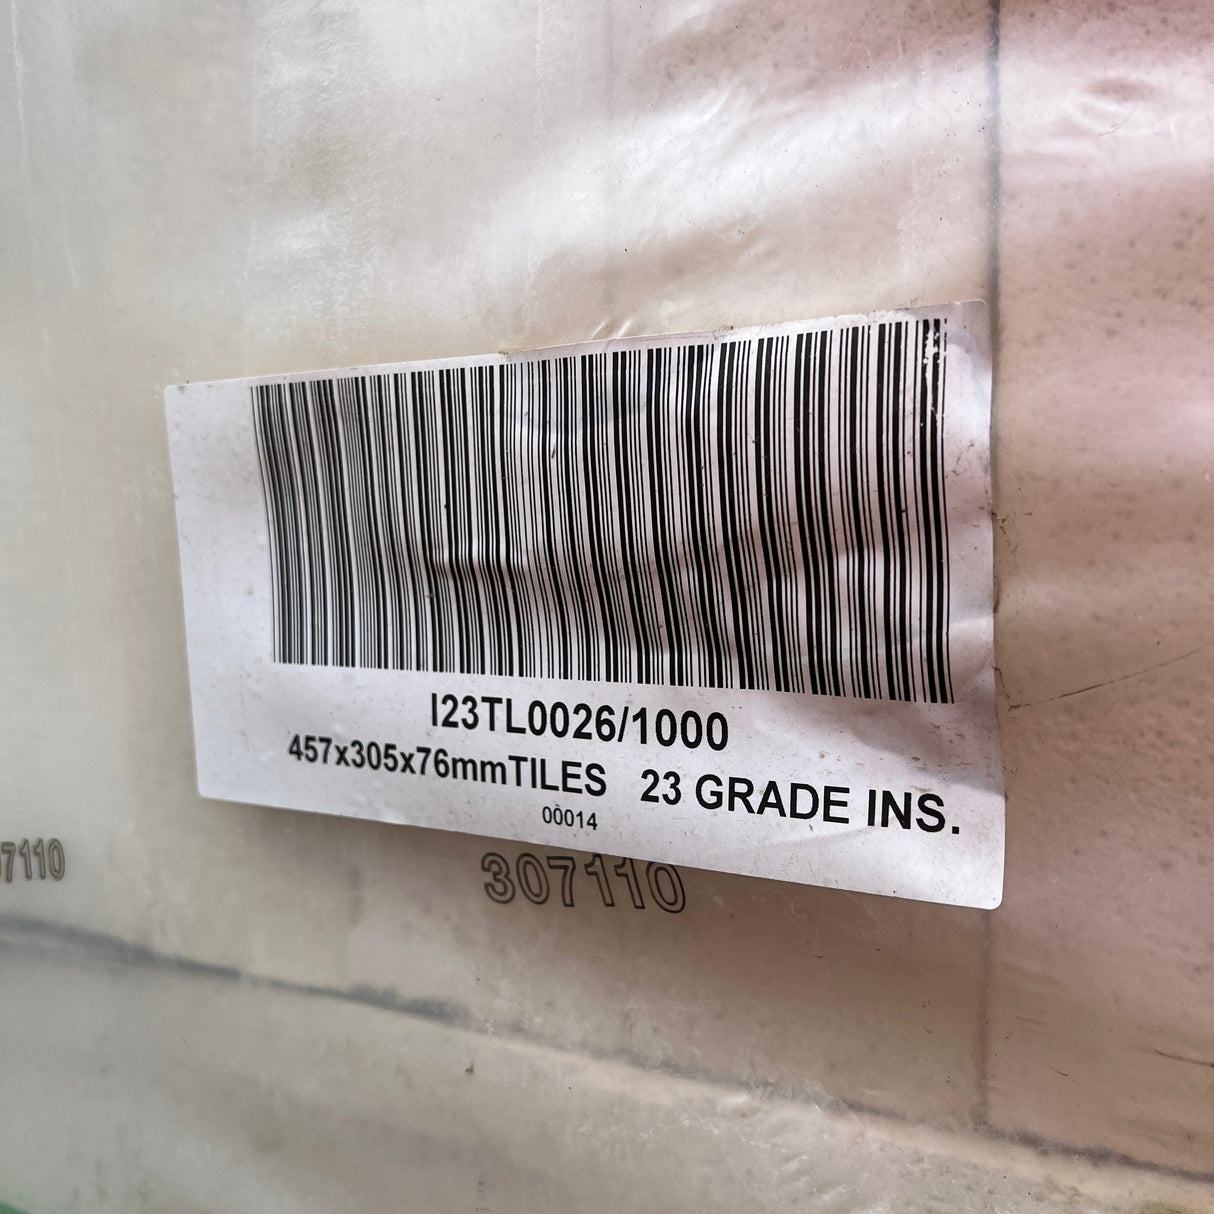 I23TL0026/1000
457x305x76mmTILES 23 GRADE INS.
00014
307110
7110